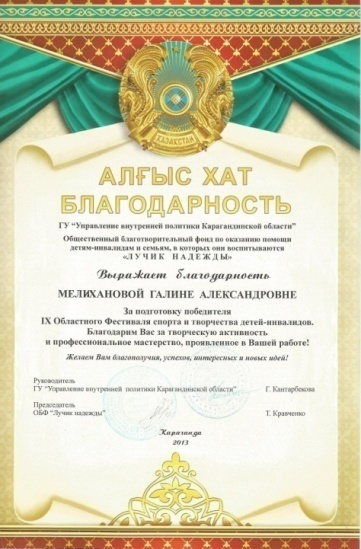 ҚАЗАҚСТАН
АЛҒЫС ХАТ
БЛАГОДАРНОСТЬ
ГУ "Управление внутренней политики Карагандинской области"
Общественный благотворительный фонд по оказанию помощи
детям-инвалидам и семьям, в которых они воспитываются
«ЛУЧИК НАДЕЖДЫ»
Выражает благодарность
МЕЛИХАНОВОЙ ГАЛИНЕ АЛЕКСАНДРОВНЕ
За подготовку победителя
IX Областного Фестиваля спорта и творчества детей-инвалидов.
Благодарим Вас за творческую активность
и профессиональное мастерство, проявленное в Вашей работе!
Желаем Вам благополучия, успехов, интересных и новых идей!
Руководитель
ГУ "Управление внутренней политики Карагандинской области" Г. Кантарбекова
Председатель
ОБФ "Лучик надежды" Т. Кравченко
Караганда
2013